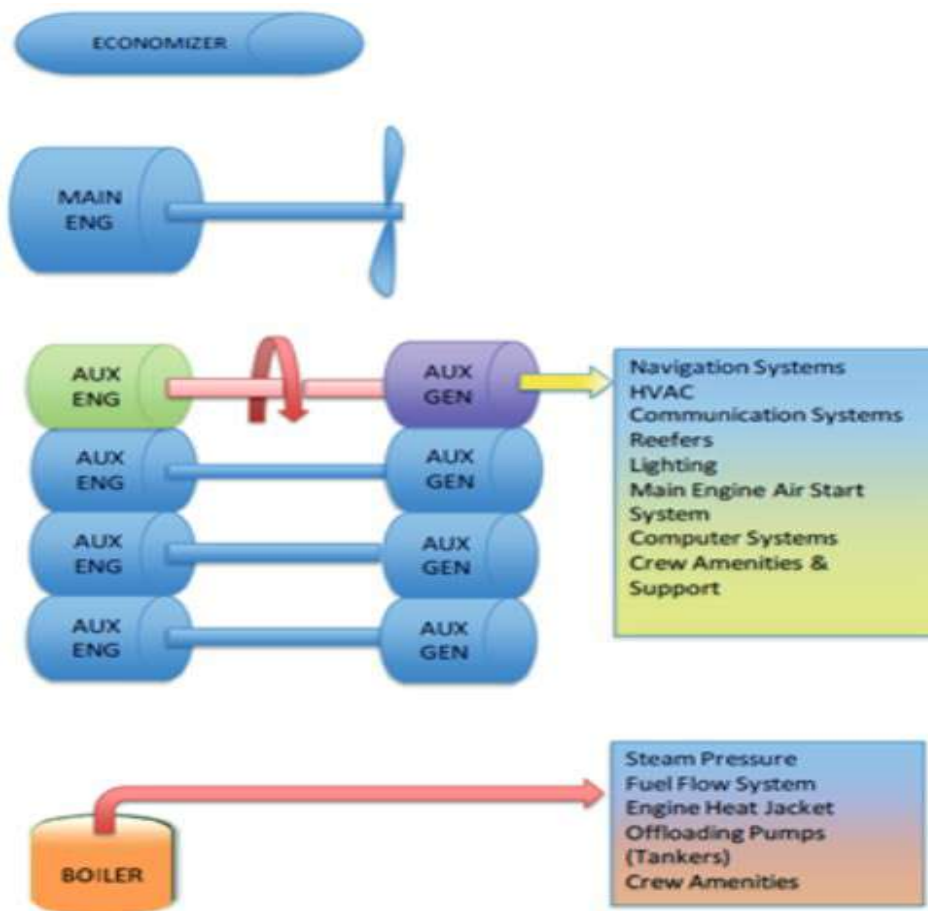 ECONOMIZER
MAIN
ENG
AUX
ENG
AUX
GEN
Navigation Systems
HVAC
Communication Systems
Reefers
Lighting
Main Engine Air Start
System
Computer Systems
Crew Amenities &
Support
AUX
ENG
AUX
GEN
AUX
ENG
AUX
GEN
AUX
ENG
AUX
GEN
BOILER
Steam Pressure
Fuel Flow System
Engine Heat Jacket
Offloading Pumps
(Tankers)
Crew Amenities